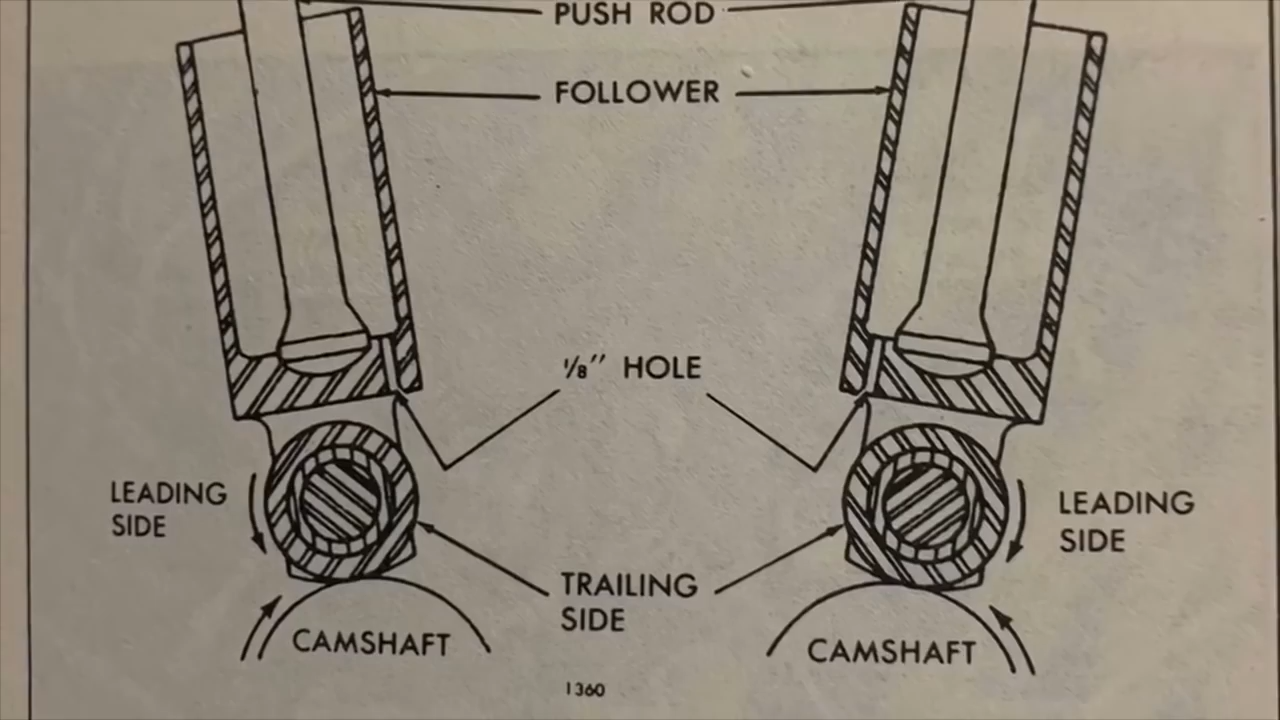 PUSH ROD
FOLLOWER
⅛" HOLE
LEADING
SIDE
LEADING
SIDE
TRAILING
SIDE
CAMSHAFT
CAMSHAFT
1360